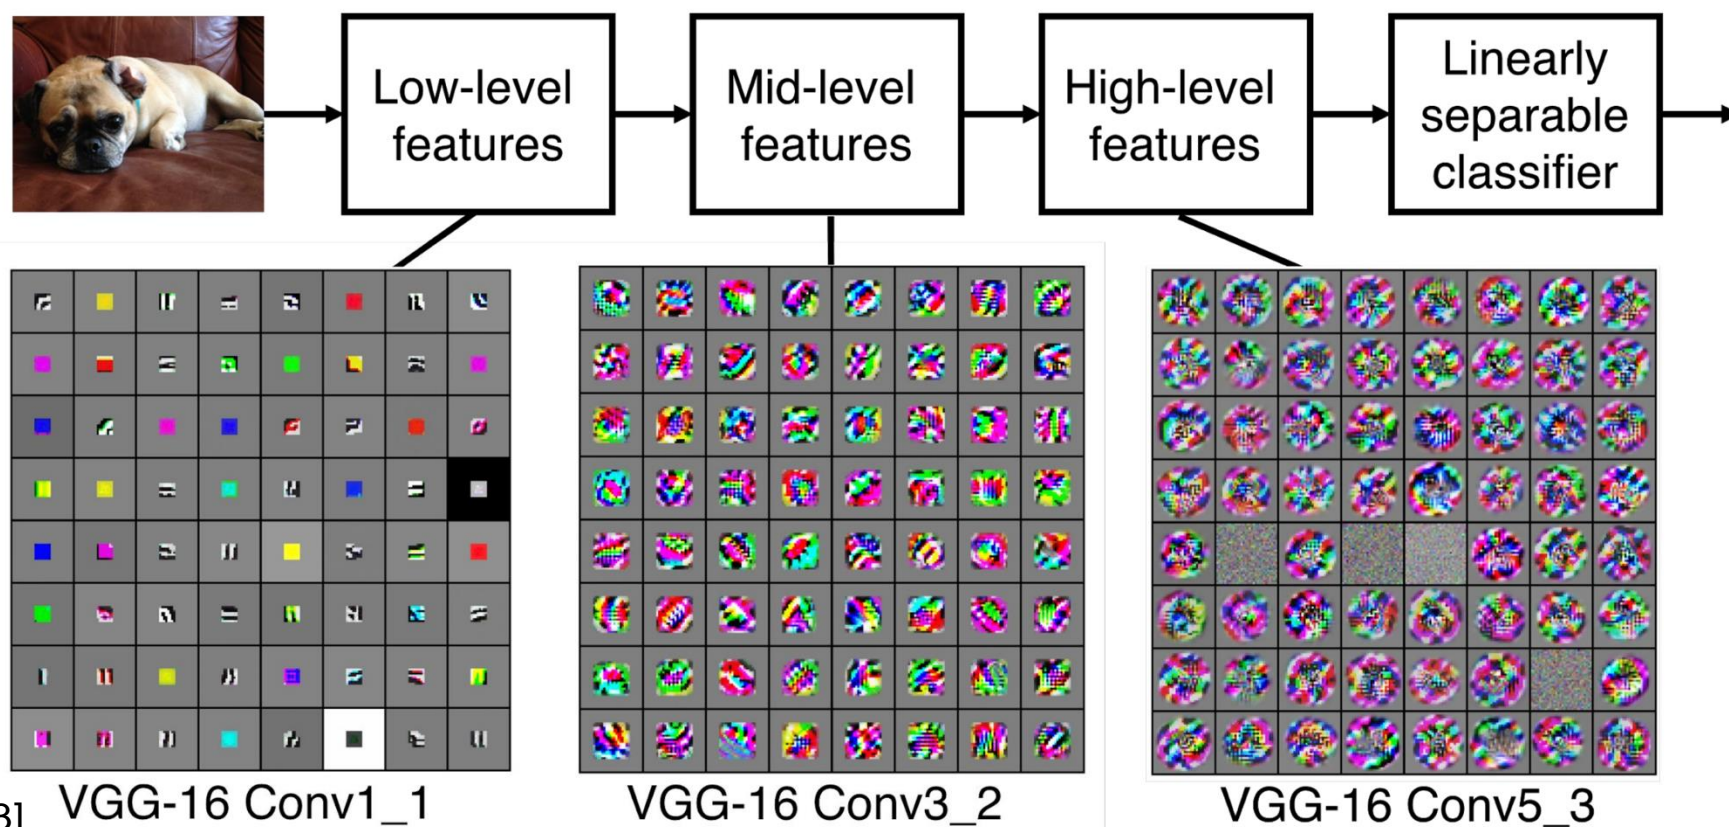 Low-level
features
Mid-level
features
High-level
features
Linearly
separable
classifier
VGG-16 Conv1_1
VGG-16 Conv3_2
VGG-16 Conv5_3